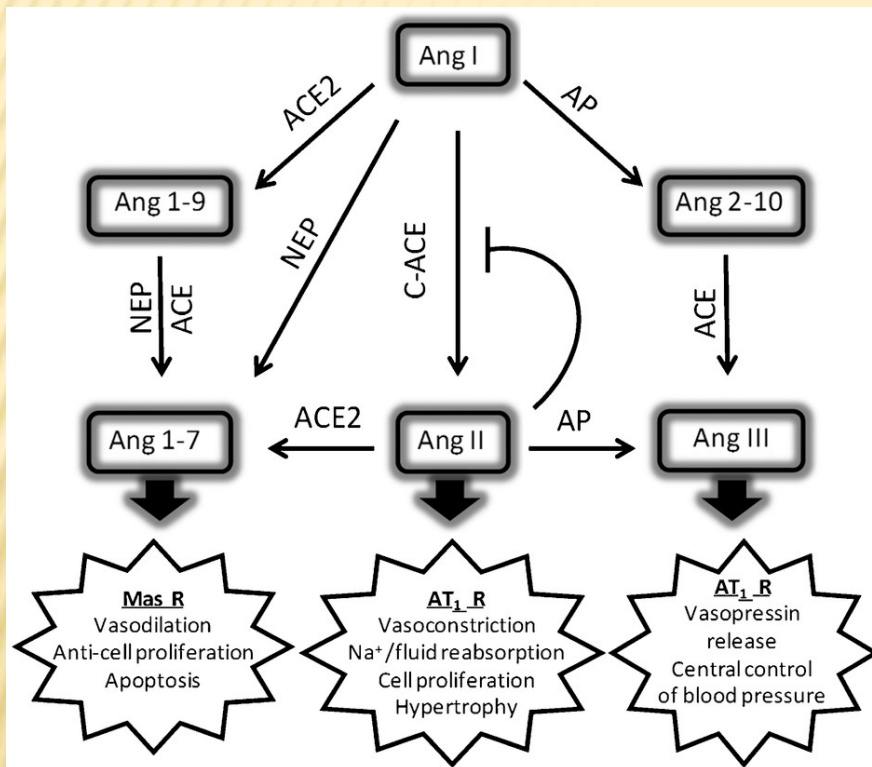 Ang I
ACE2
AP
Ang 1-9
NEP
C-ACE
Ang 2-10
NEP
ACE
ACE
Ang 1-7
ACE2
Ang II
AP
Ang III
Mas R
Vasodilation
Anti-cell proliferation
Apoptosis
AT₁ R
Vasoconstriction
Na⁺/fluid reabsorption
Cell proliferation
Hypertrophy
AT₁ R
Vasopressin
release
Central control
of blood pressure